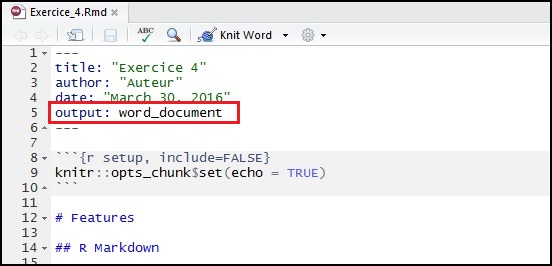 Exercice_4.Rmd
ABC Knit Word
1 ---
2 title: "Exercice 4"
3 author: "Auteur"
4 date: "March 30, 2016"
5 output: word_document
6 ---
7
8 ```{r setup, include=FALSE}
9 knitr::opts_chunk$set(echo = TRUE)
10 ```
11
12 # Features
13
14 ## R Markdown
15